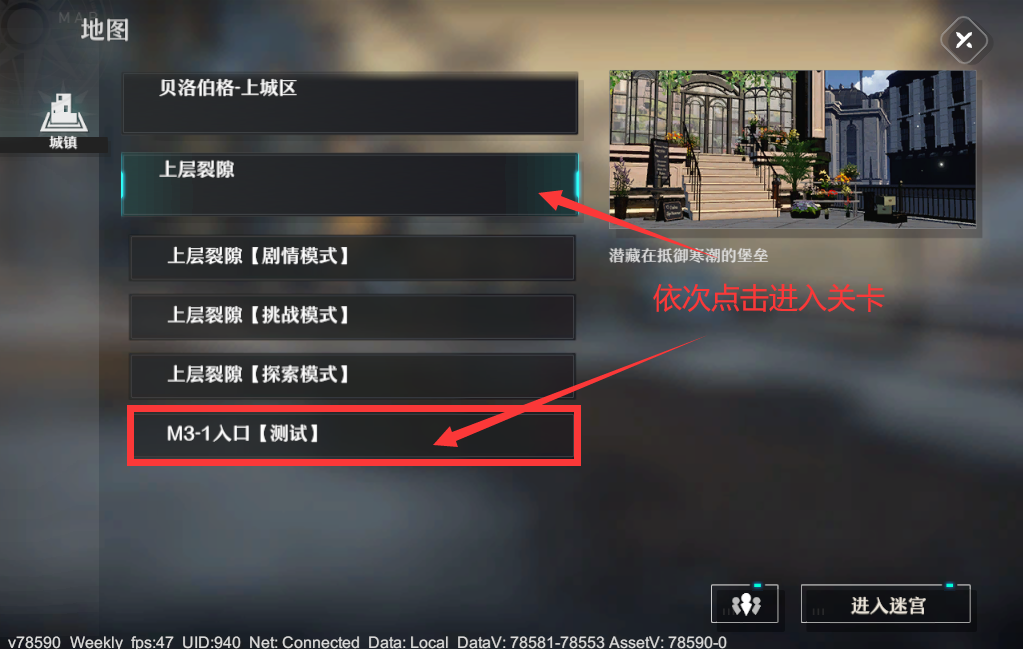 MAP
地图
城镇
贝洛伯格-上城区
上层裂隙
上层裂隙【剧情模式】
上层裂隙【挑战模式】
上层裂隙【探索模式】
M3-1入口【测试】
潜藏在抵御寒潮的堡垒
依次点击进入关卡
进入迷宫
v78590 Weekly fps:47 UID:940 Net: Connected Data: Local DataV: 78581-78553 AssetV: 78590-0